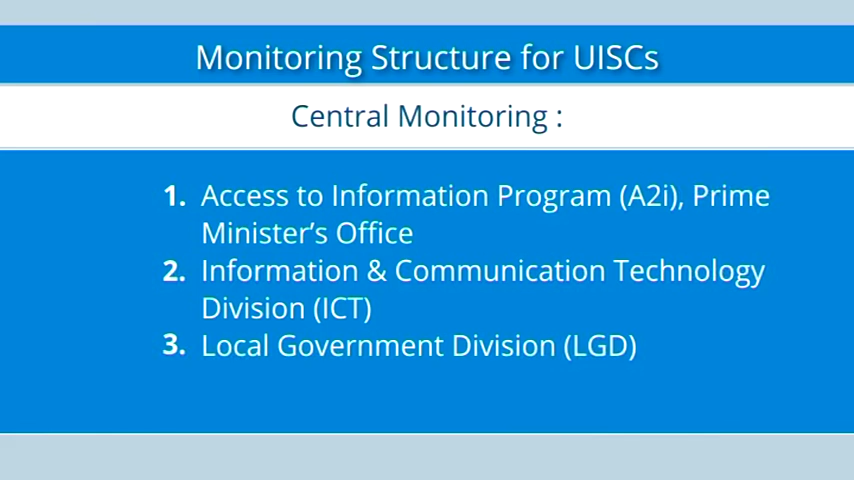 Monitoring Structure for UISCs
Central Monitoring :
1. Access to Information Program (A2i), Prime
Minister’s Office
2. Information & Communication Technology
Division (ICT)
3. Local Government Division (LGD)